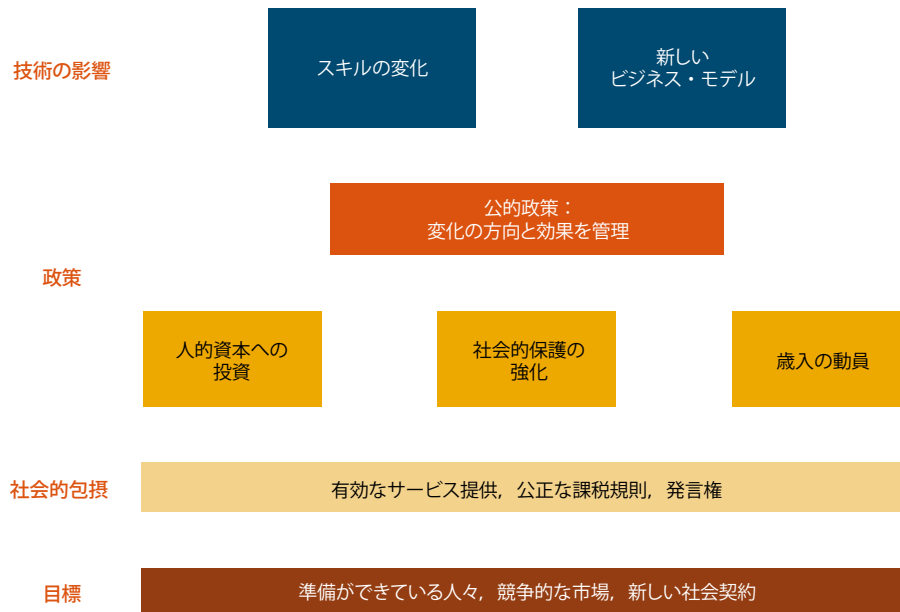 技術の影響
スキルの変化
新しい
ビジネス・モデル
公的政策：
変化の方向と効果を管理
政策
人的資本への
投資
社会的保護の
強化
歳入の動員
社会的包摂
有効なサービス提供，公正な課税規則，発言権
目標
準備ができている人々，競争的な市場，新しい社会契約